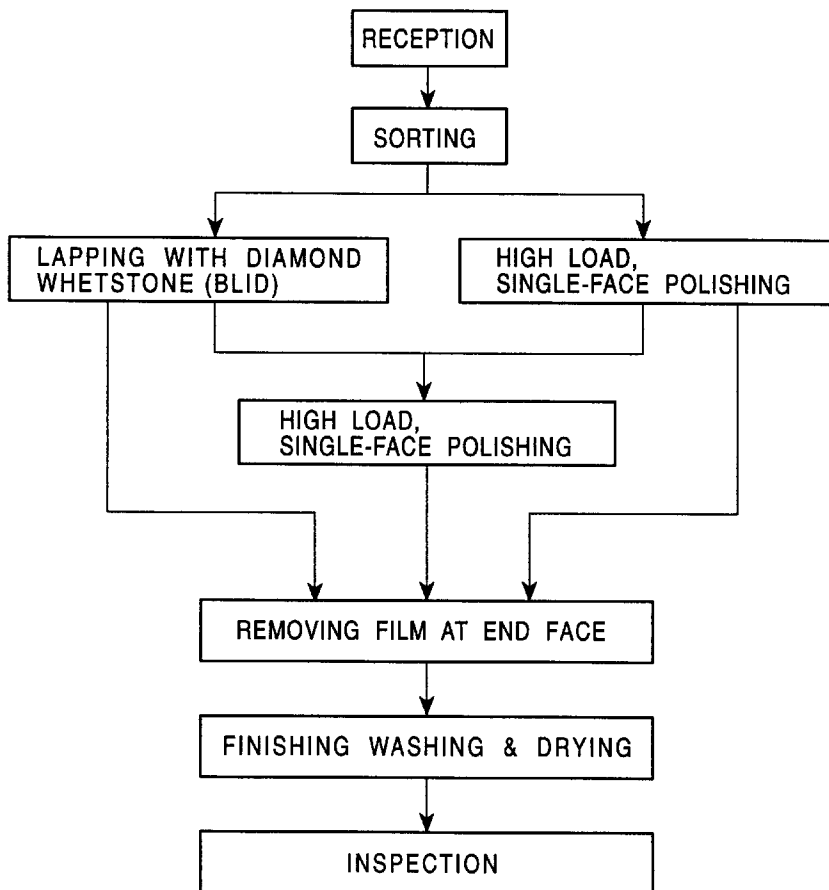 RECEPTION
SORTING
LAPPING WITH DIAMOND
WHETSTONE (BLID)
HIGH LOAD,
SINGLE-FACE POLISHING
HIGH LOAD,
SINGLE-FACE POLISHING
REMOVING FILM AT END FACE
FINISHING WASHING & DRYING
INSPECTION